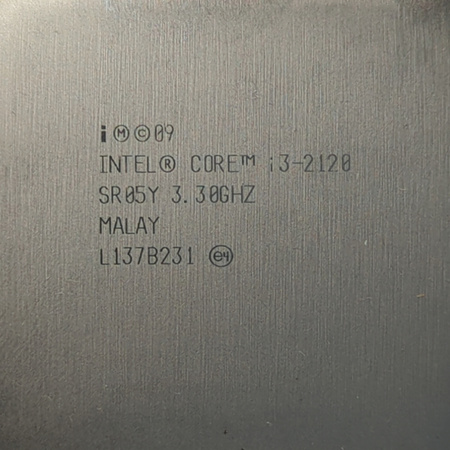 i Ⓜ © 09
INTEL® CORE™ i3-2120
SR05Y 3.30GHZ
MALAY
L137B231 e4